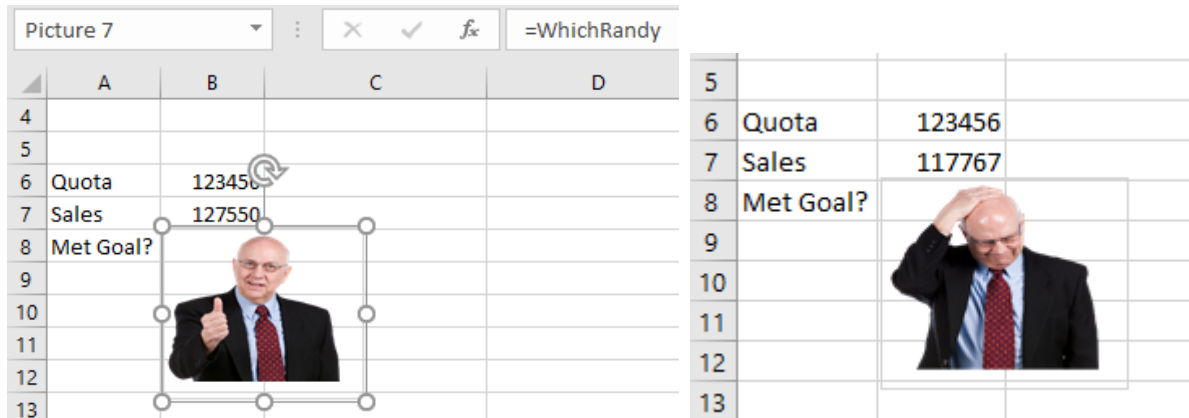 Picture 7 fx =WhichRandy
A B C D
4
5
6 Quota 123456
7 Sales 127550
8 Met Goal?
9
10
11
12
13
5
6 Quota 123456
7 Sales 117767
8 Met Goal?
9
10
11
12
13